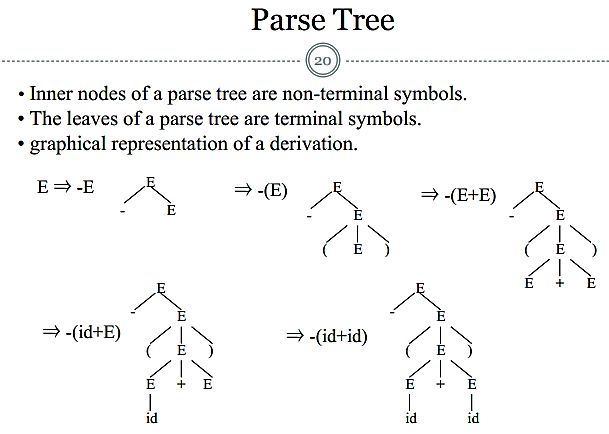 Parse Tree
20
• Inner nodes of a parse tree are non-terminal symbols.
• The leaves of a parse tree are terminal symbols.
• graphical representation of a derivation.
E ⇒ -E
E
- E
⇒ -(E)
E
- E
( E )
⇒ -(E+E)
E
- E
( E )
E + E
⇒ -(id+E)
E
- E
( E )
E + E
id
⇒ -(id+id)
E
- E
( E )
E + E
id id